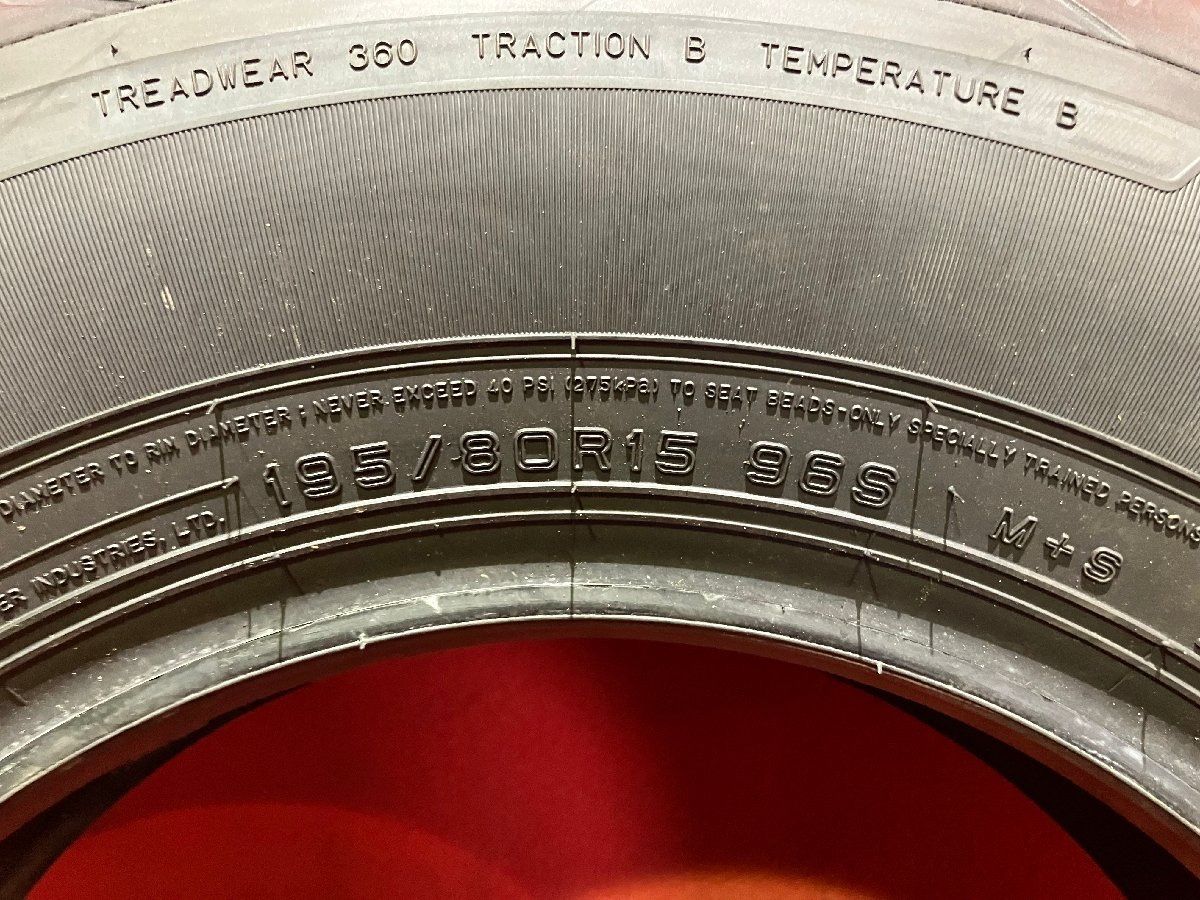 TREADWEAR 360 TRACTION B TEMPERATURE B
DIAMETER TO RIM DIAMETER; NEVER EXCEED 40 PSI (275kPa) TO SEAT BEADS-ONLY SPECIALLY TRAINED PERSONS
195/80R15 96S
M+S
INDUSTRIES, LTD.